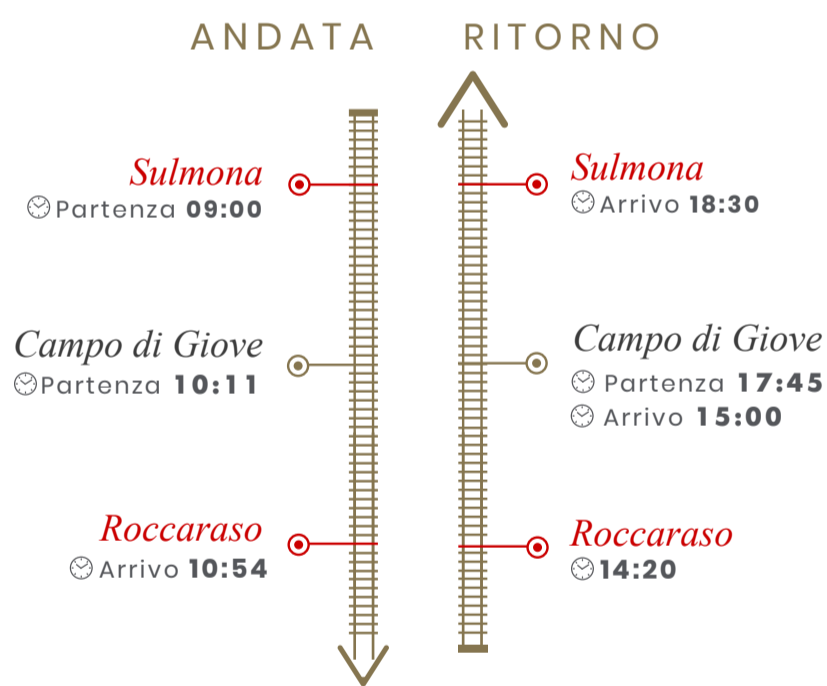 ANDATA
Sulmona
Partenza 09:00
Campo di Giove
Partenza 10:11
Roccaraso
Arrivo 10:54
RITORNO
Sulmona
Arrivo 18:30
Campo di Giove
Partenza 17:45
Arrivo 15:00
Roccaraso
14:20